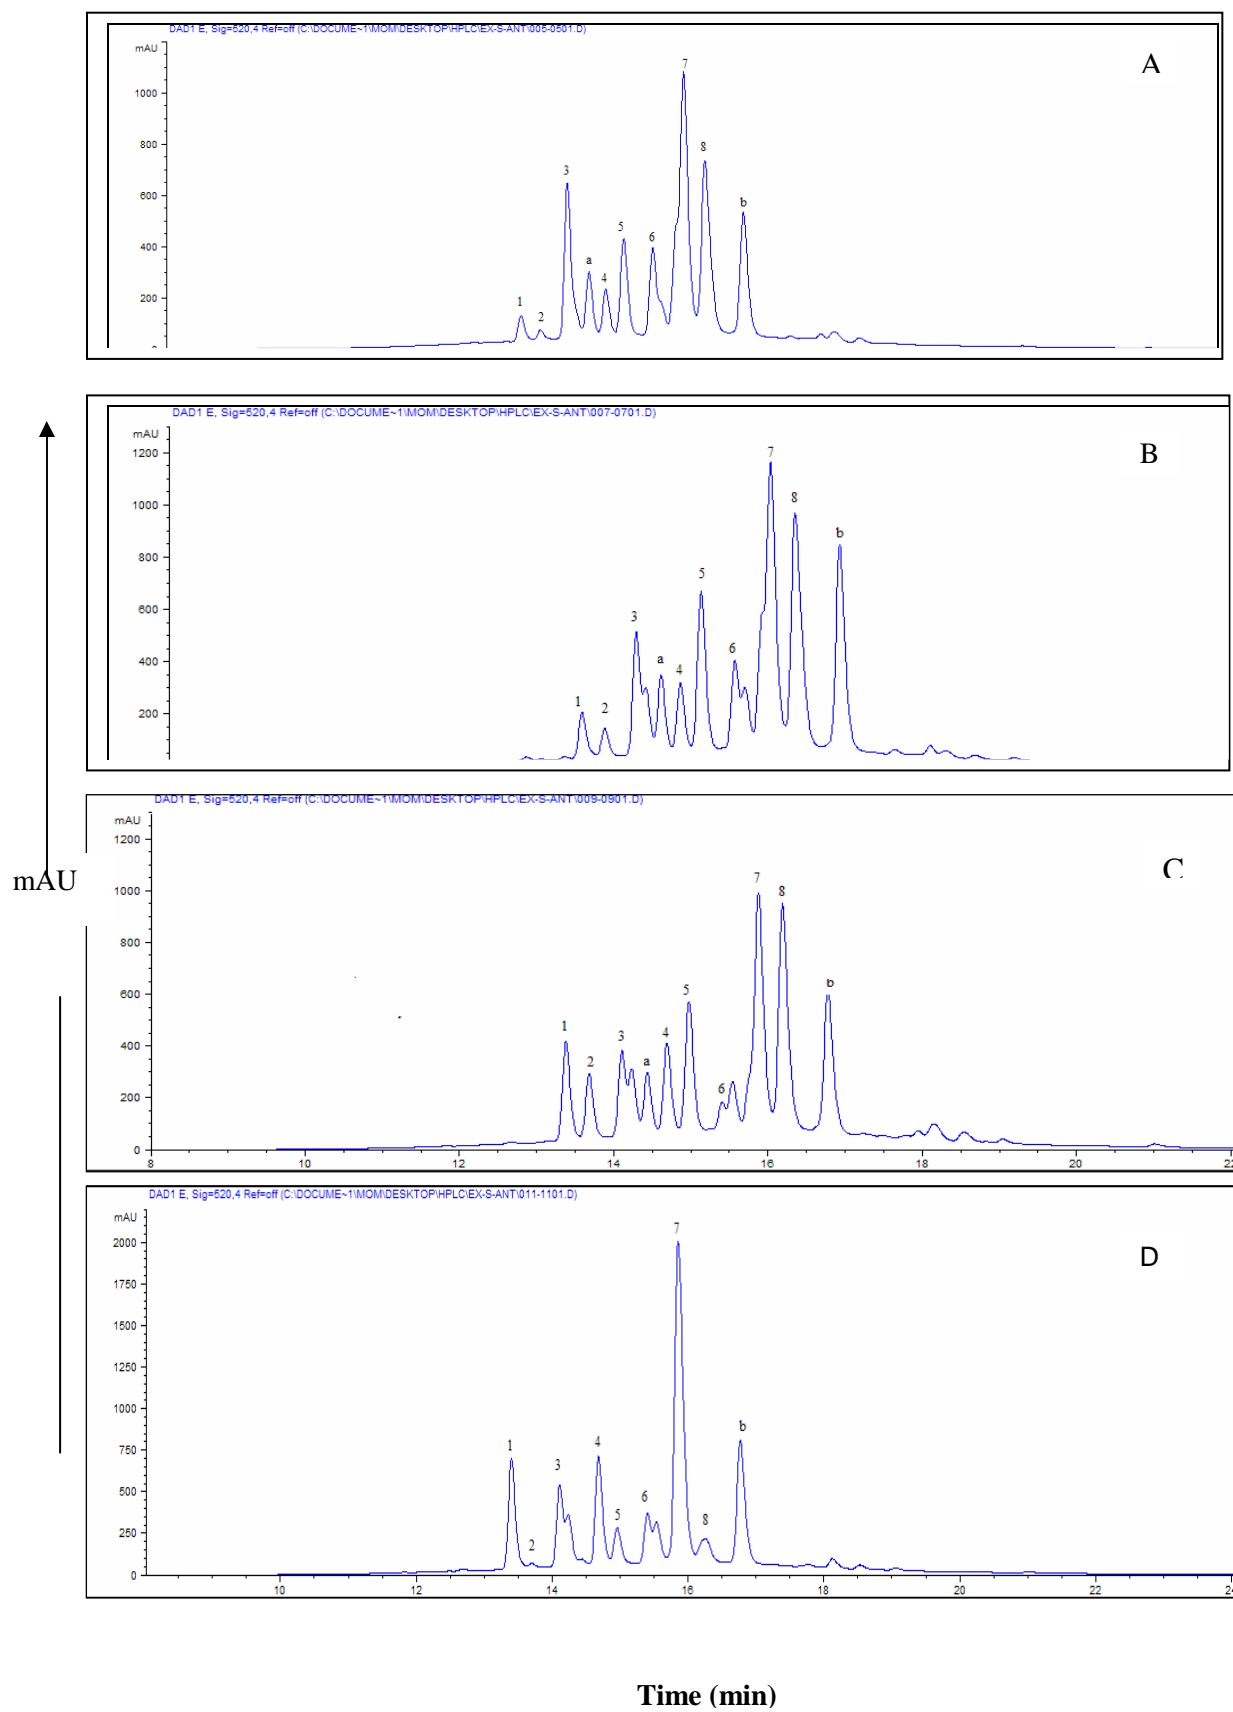 DAD1 E, Sig=520,4 Ref=off (C:\DOCUME~1\MOM\DESKTOP\HPLC\EX-S-ANT\005-0501.D)
mAU
A
7
1000
8
800
3
600
b
5
6
400
a
4
200
1
2
0
DAD1 E, Sig=520,4 Ref=off (C:\DOCUME~1\MOM\DESKTOP\HPLC\EX-S-ANT\007-0701.D)
mAU
B
1200
7
1000
8
b
800
5
600
3
6
400
a
4
200
1
2
DAD1 E, Sig=520,4 Ref=off (C:\DOCUME~1\MOM\DESKTOP\HPLC\EX-S-ANT\009-0901.D)
mAU
1200
C
mAU
7
8
1000
800
b
5
600
1
3
4
400
2
a
6
200
0
8 10 12 14 16 18 20 22
DAD1 E, Sig=520,4 Ref=off (C:\DOCUME~1\MOM\DESKTOP\HPLC\EX-S-ANT\011-1101.D)
mAU
7
2000
D
1750
1500
1250
1000
b
1
4
750
3
6
500
5
8
2
250
0
10 12 14 16 18 20 22 24
Time (min)